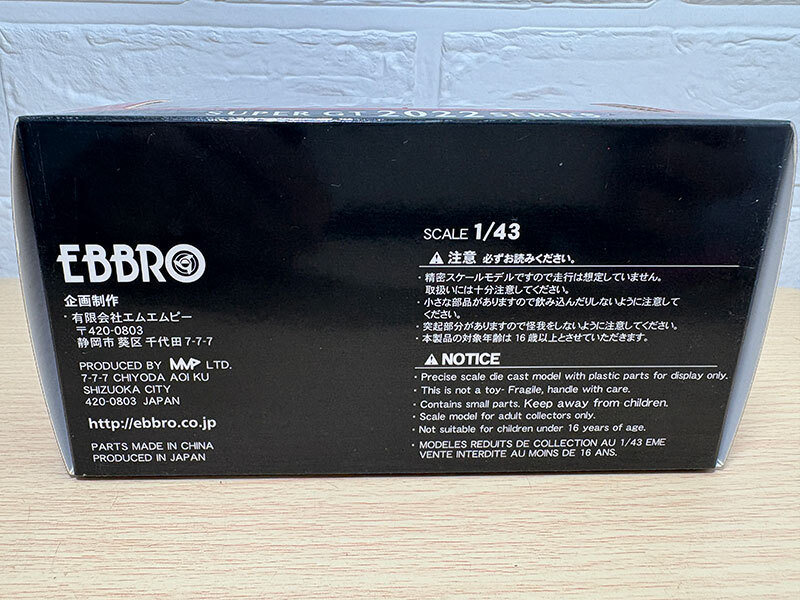 SUPER GT 2022 SERIES
EBBRO
企画制作
・有限会社エムエムピー
〒420-0803
静岡市 葵区 千代田 7-7-7
PRODUCED BY MMP LTD.
7-7-7 CHIYODA AOI KU
SHIZUOKA CITY
420-0803 JAPAN
http://ebbro.co.jp
PARTS MADE IN CHINA
PRODUCED IN JAPAN
SCALE 1/43
⚠ 注意 必ずお読みください。
・精密スケールモデルですので走行は想定していません。
取扱いには十分注意してください。
・小さな部品がありますので飲み込んだりしないように注意して
ください。
・突起部分がありますので怪我をしないように注意してください。
・本製品の対象年齢は 16 歳以上とさせていただきます。
⚠ NOTICE
・Precise scale die cast model with plastic parts for display only.
・This is not a toy- Fragile, handle with care.
・Contains small parts. Keep away from children.
・Scale model for adult collectors only.
・Not suitable for children under 16 years of age.
・MODELES REDUITS DE COLLECTION AU 1/43 EME
VENTE INTERDITE AU MOINS DE 16 ANS.